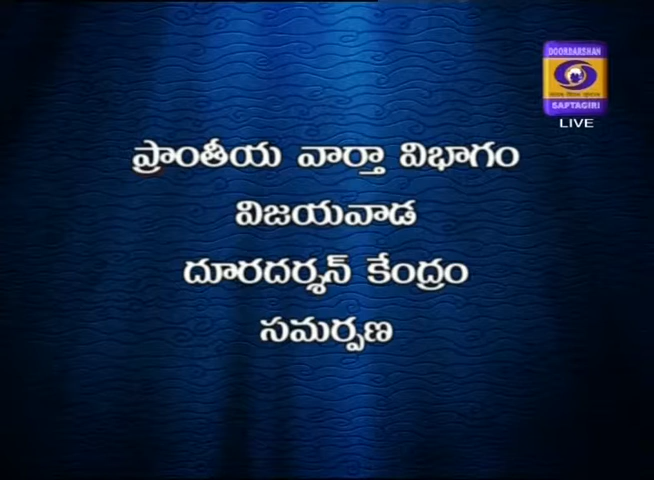 DOORDARSHAN
SAPTAGIRI
LIVE
ప్రాంతీయ వార్తా విభాగం
విజయవాడ
దూరదర్శన్ కేంద్రం
సమర్పణ